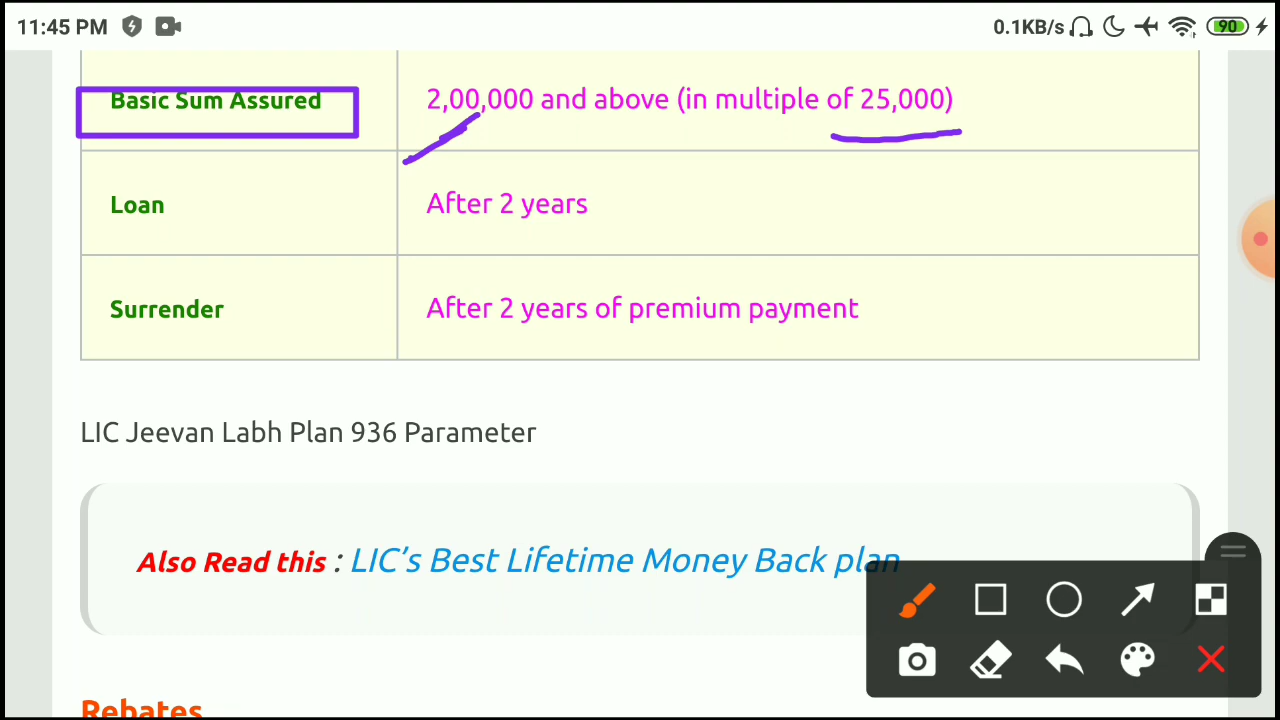 11:45 PM 0.1KB/s 90
Basic Sum Assured 2,00,000 and above (in multiple of 25,000)
Loan After 2 years
Surrender After 2 years of premium payment
LIC Jeevan Labh Plan 936 Parameter
Also Read this : LIC’s Best Lifetime Money Back plan
Rebates